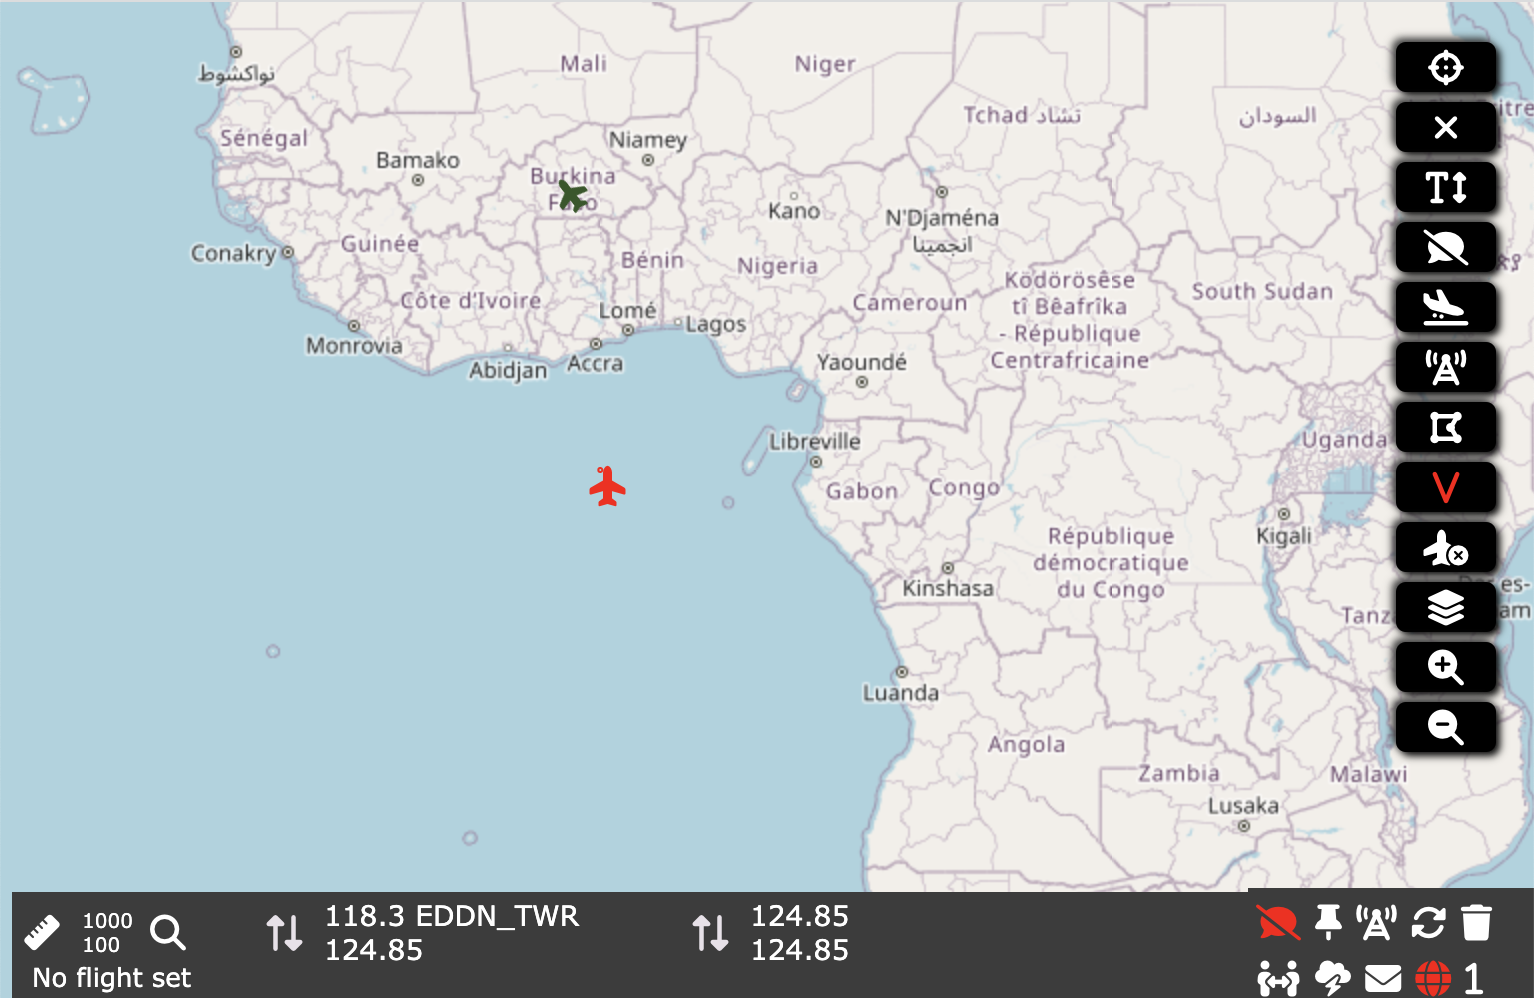 نواكشوط
Mali
Niger
Tchad تشاد
السودان
Sénégal
Niamey
Bamako
Burkina
Kano
N'Djaména
انجمينا
Conakry
Guinée
Bénin
Nigeria
Côte d'Ivoire
Lomé
Lagos
Cameroun
Ködörösêse
tî Bêafrîka
- République
Centrafricaine
South Sudan
Monrovia
Abidjan
Accra
Yaoundé
Libreville
Uganda
Gabon
Congo
Kigali
République
démocratique
du Congo
Kinshasa
Luanda
Angola
Zambia
Malawi
Lusaka
T
V
1000
100
118.3 EDDN_TWR
124.85
124.85
124.85
No flight set
1